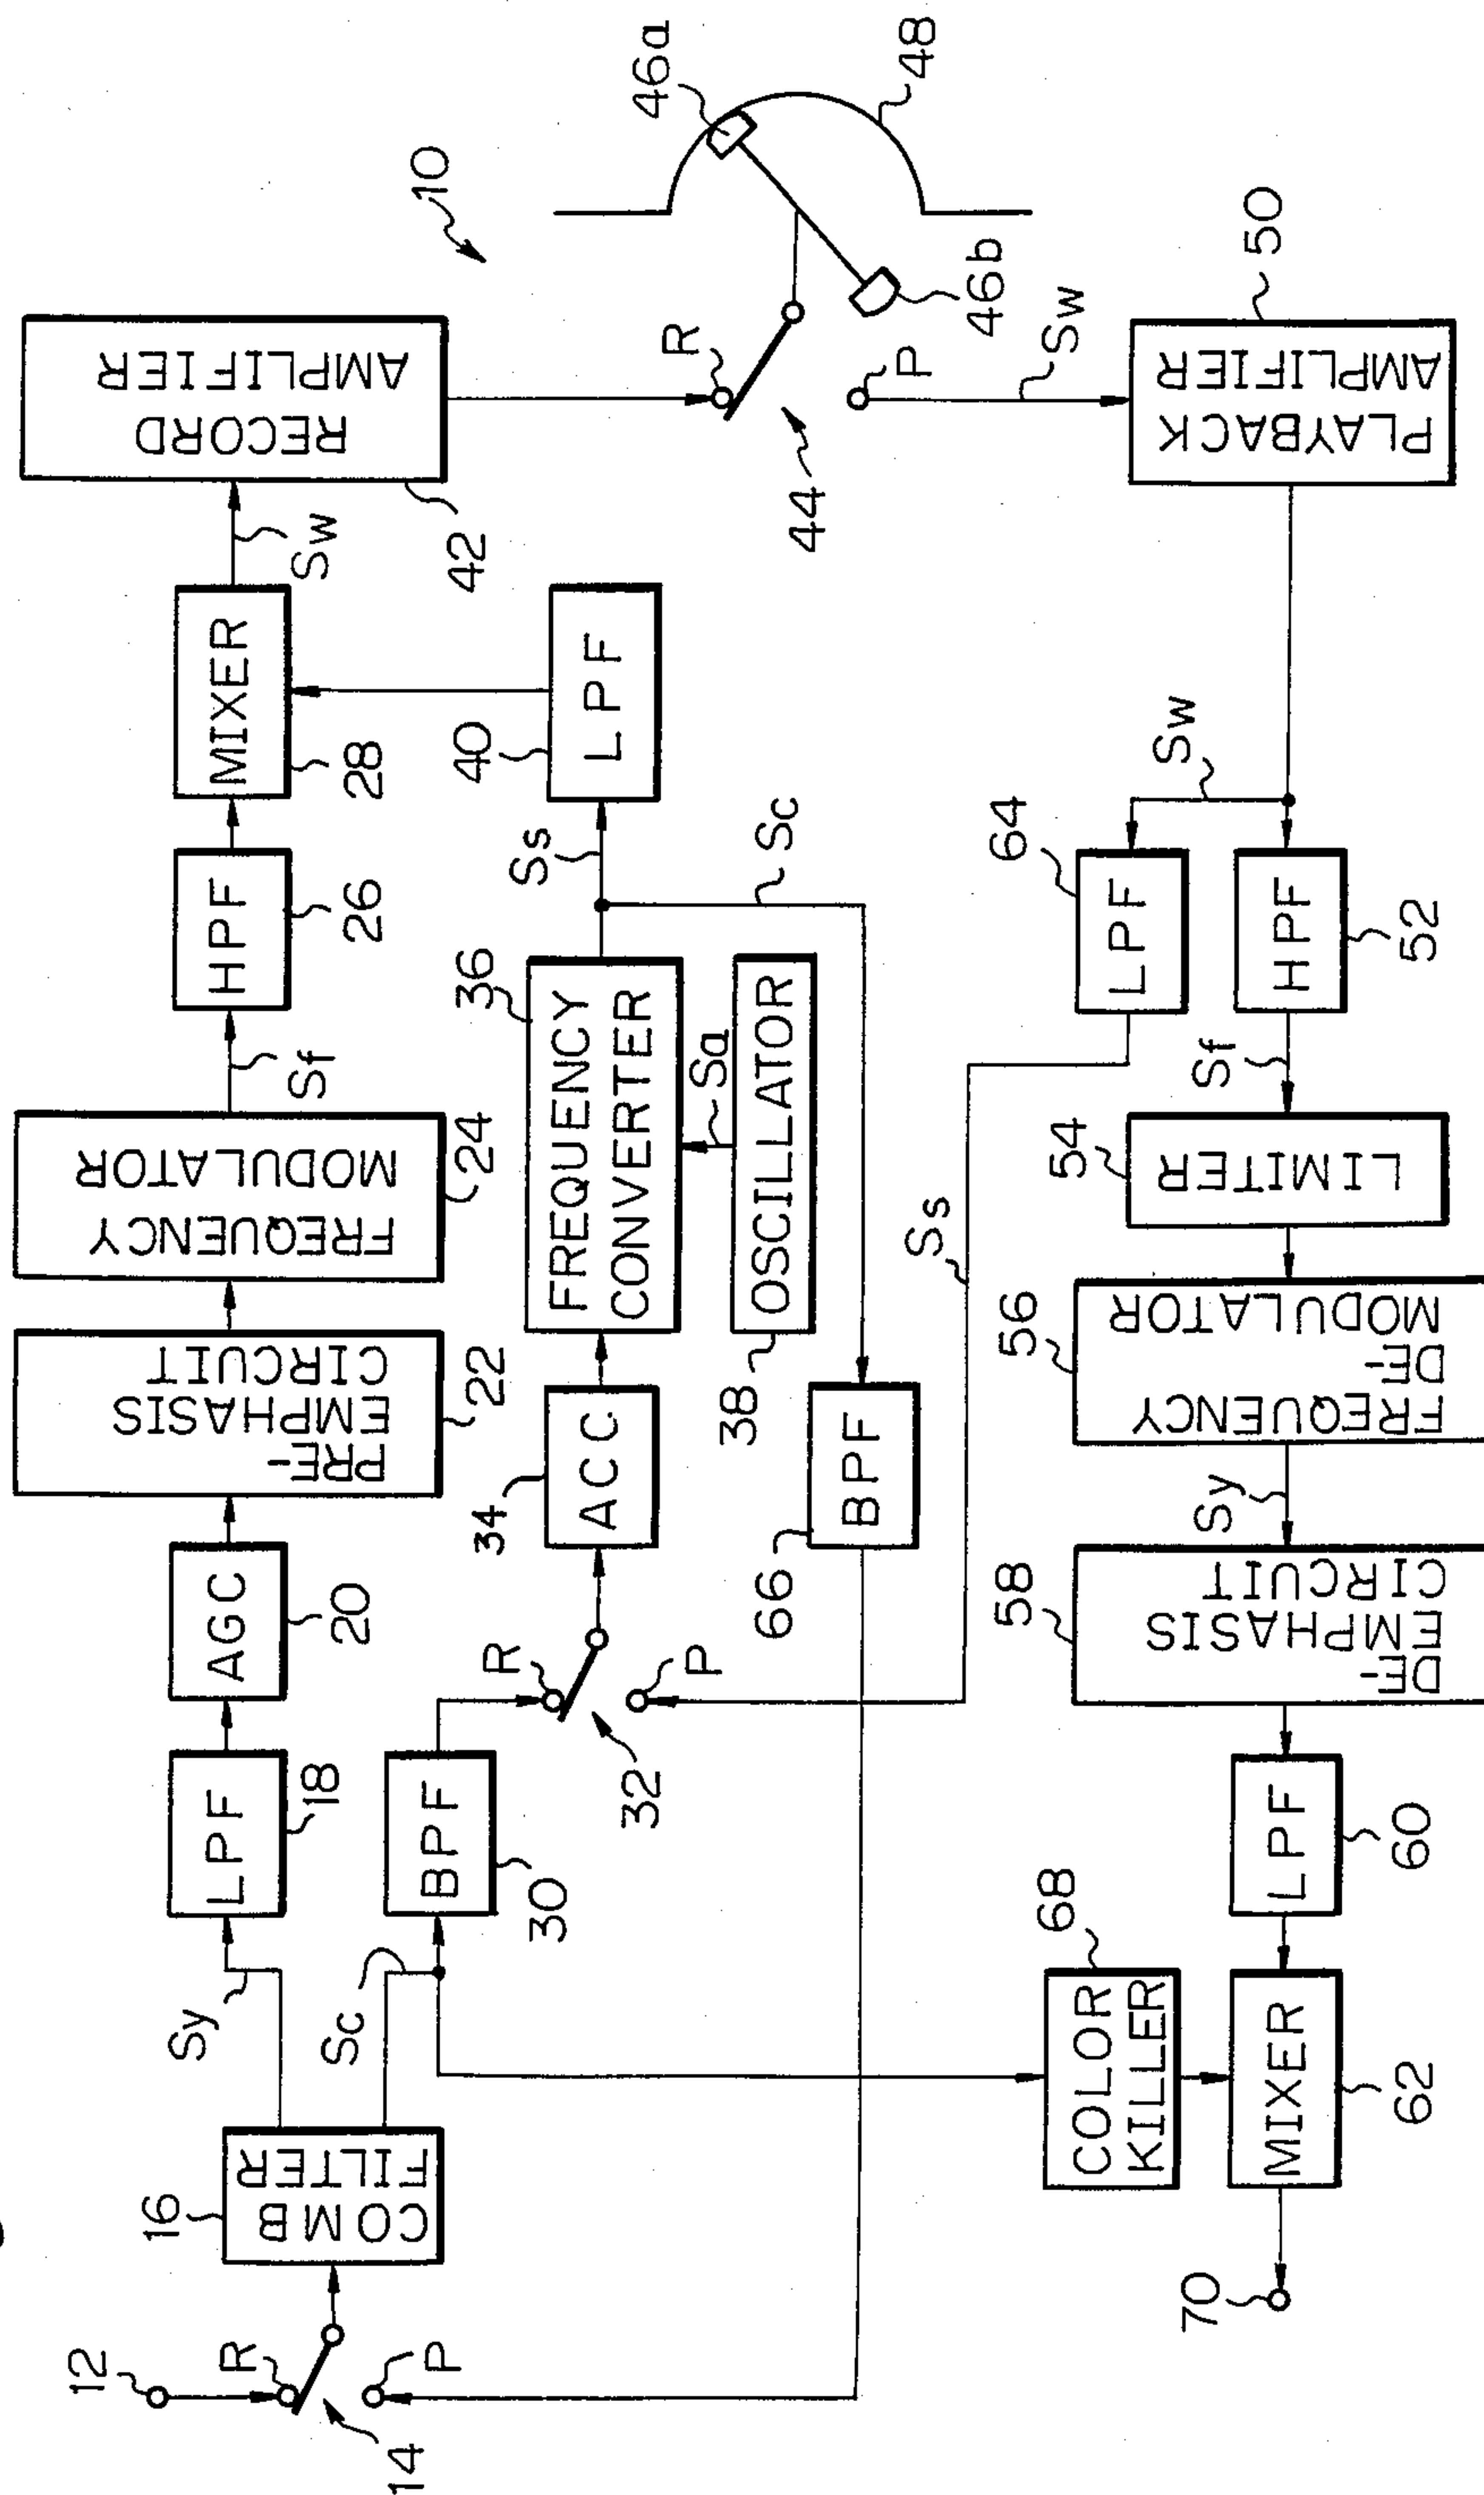 12
R
P
14
16
COMB
FILTER
Sy
Sc
LPF
18
AGC
20
PRE-
EMPHASIS
CIRCUIT
22
FREQUENCY
MODULATOR
24
Sf
HPF
26
MIXER
28
Sw
RECORD
AMPLIFIER
42
10
BPF
30
R
P
32
ACC
34
FREQUENCY
CONVERTER
36
Sa
OSCILLATOR
38
Ss
Sc
LPF
40
R
P
44
46a
46b
48
BPF
66
Ss
Sw
PLAYBACK
AMPLIFIER
50
Sw
LPF
64
HPF
52
Sf
LIMITER
54
FREQUENCY
DE-
MODULATOR
56
Sy
DE-
EMPHASIS
CIRCUIT
58
LPF
60
COLOR
KILLER
68
MIXER
62
70